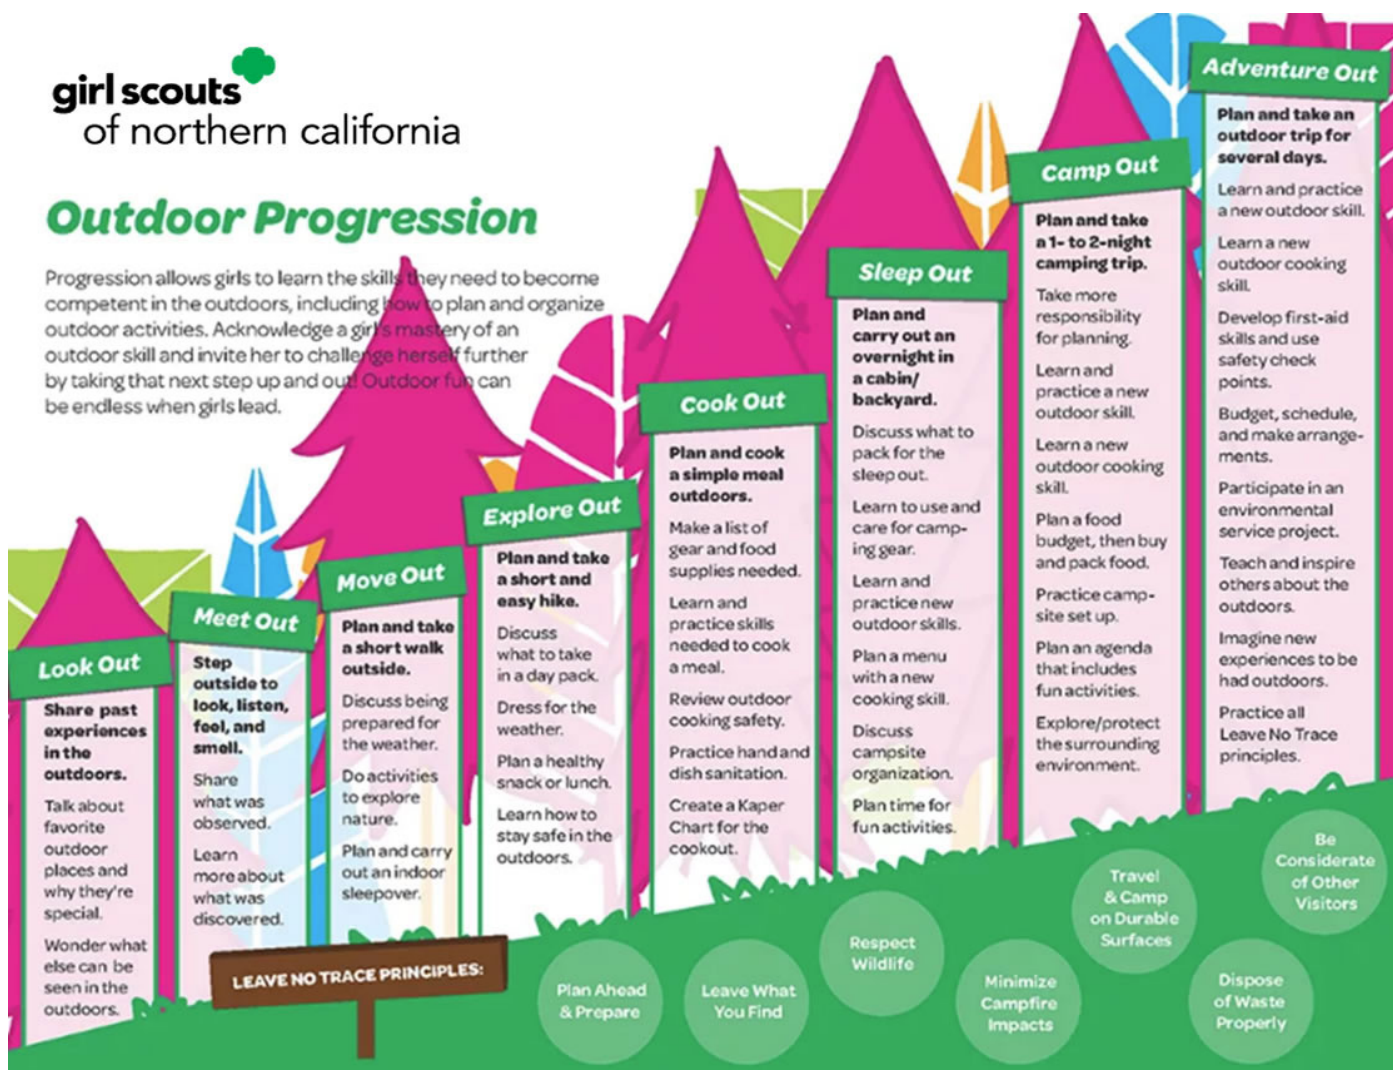 girl scouts
of northern california
Outdoor Progression
Progression allows girls to learn the skills they need to become
competent in the outdoors, including how to plan and organize
outdoor activities. Acknowledge a girl's mastery of an
outdoor skill and invite her to challenge herself further
by taking that next step up and out! Outdoor fun can
be endless when girls lead.
Look Out
Share past
experiences
in the
outdoors.
Talk about
favorite
outdoor
places and
why they're
special.
Wonder what
else can be
seen in the
outdoors.
Meet Out
Step
outside to
look, listen,
feel, and
smell.
Share
what was
observed.
Learn
more about
what was
discovered.
Move Out
Plan and take
a short walk
outside.
Discuss being
prepared for
the weather.
Do activities
to explore
nature.
Plan and carry
out an indoor
sleepover.
Explore Out
Plan and take
a short and
easy hike.
Discuss
what to take
in a day pack.
Dress for the
weather.
Plan a healthy
snack or lunch.
Learn how to
stay safe in the
outdoors.
Cook Out
Plan and cook
a simple meal
outdoors.
Make a list of
gear and food
supplies needed.
Learn and
practice skills
needed to cook
a meal.
Review outdoor
cooking safety.
Practice hand and
dish sanitation.
Create a Kaper
Chart for the
cookout.
Sleep Out
Plan and
carry out an
overnight in
a cabin/
backyard.
Discuss what to
pack for the
sleep out.
Learn to use and
care for camp-
ing gear.
Learn and
practice new
outdoor skills.
Plan a menu
with a new
cooking skill.
Discuss
campsite
organization.
Plan time for
fun activities.
Camp Out
Plan and take
a 1- to 2-night
camping trip.
Take more
responsibility
for planning.
Learn and
practice a new
outdoor skill.
Learn a new
outdoor cooking
skill.
Plan a food
budget, then buy
and pack food.
Practice camp-
site set up.
Plan an agenda
that includes
fun activities.
Explore/protect
the surrounding
environment.
Adventure Out
Plan and take an
outdoor trip for
several days.
Learn and practice
a new outdoor skill.
Learn a new
outdoor cooking
skill.
Develop first-aid
skills and use
safety check
points.
Budget, schedule,
and make arrange-
ments.
Participate in an
environmental
service project.
Teach and inspire
others about the
outdoors.
Imagine new
experiences to be
had outdoors.
Practice all
Leave No Trace
principles.
LEAVE NO TRACE PRINCIPLES:
Plan Ahead
& Prepare
Leave What
You Find
Respect
Wildlife
Minimize
Campfire
Impacts
Travel
& Camp
on Durable
Surfaces
Dispose
of Waste
Properly
Be
Considerate
of Other
Visitors